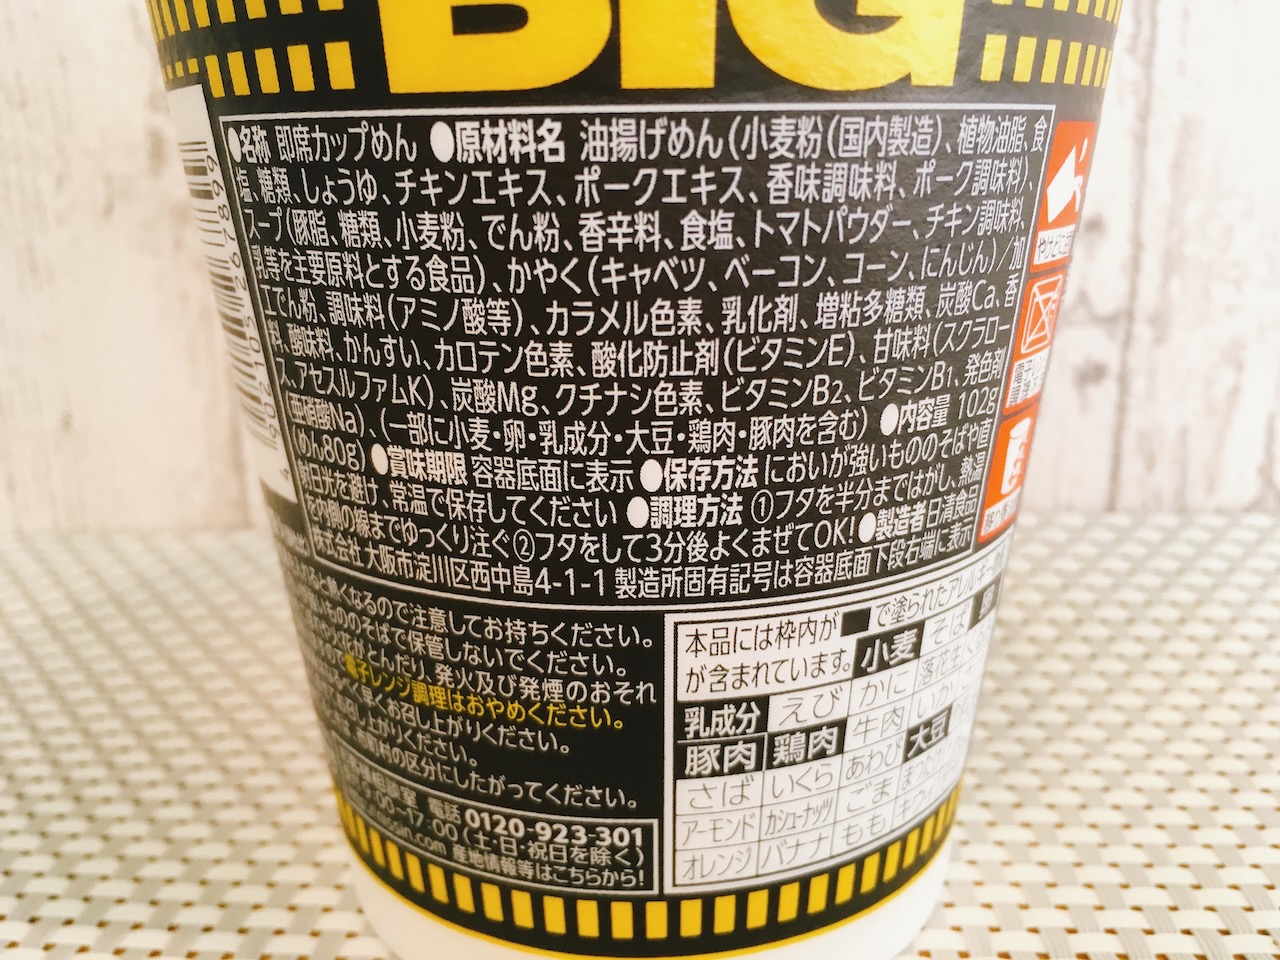 BIG
●名称 即席カップめん ●原材料名 油揚げめん(小麦粉(国内製造)、植物油脂、食
塩、糖類、しょうゆ、チキンエキス、ポークエキス、香味調味料、ポーク調味料)、
スープ(豚脂、糖類、小麦粉、でん粉、香辛料、食塩、トマトパウダー、チキン調味料、
乳等を主要原料とする食品)、かやく(キャベツ、ベーコン、コーン、にんじん)/加
工でん粉、調味料(アミノ酸等)、カラメル色素、乳化剤、増粘多糖類、炭酸Ca、香
料、酸味料、かんすい、カロテン色素、酸化防止剤(ビタミンE)、甘味料(スクラロー
ス、アセスルファムK)、炭酸Mg、クチナシ色素、ビタミンB2、ビタミンB1、発色剤
(亜硝酸Na)、(一部に小麦・卵・乳成分・大豆・鶏肉・豚肉を含む) ●内容量 102g
(めん80g) ●賞味期限 容器底面に表示 ●保存方法 においが強いもののそばや直
射日光を避け、常温で保存してください ●調理方法 ①フタを半分まではがし、熱湯
を内側の線までゆっくり注ぐ②フタをして3分後よくまぜてOK! ●製造者 日清食品
株式会社 大阪市淀川区西中島4-1-1 製造所固有記号は容器底面下段右端に表示
熱くなるので注意してお持ちください。
もののそばで保管しないでください。
とんだり、発火及び発煙のおそれ
電子レンジ調理はおやめください。
早くお召し上がりください。
召し上がりください。
の区分にしたがってください。
相談室 電話 0120-923-301
9:00~17:00(土・日・祝日を除く)
nissin.com 産地情報等はこちらから!
本品には枠内が■で塗られたアレルギー
が含まれています。 小麦 そば 卵
乳成分 えび かに 落花生
豚肉 鶏肉 牛肉 いか
さば いくら あわび 大豆
アーモンド カシューナッツ ごま
オレンジ バナナ もも